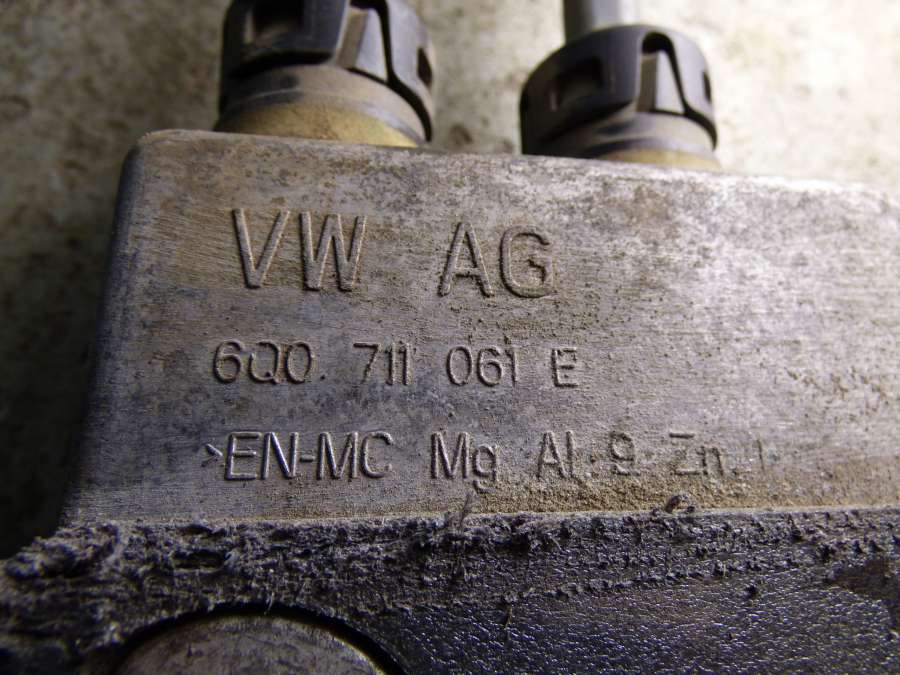 VW AG
6Q0 711 061 E
>EN-MC Mg Al 9 Zn 1